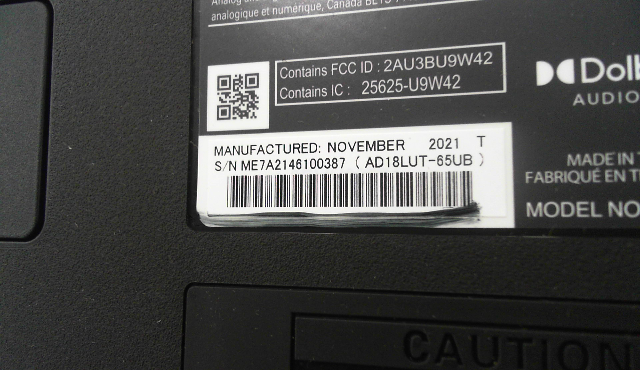 analogique et numérique, Canada
Contains FCC ID : 2AU3BU9W42
Contains IC : 25625-U9W42
Dolb
AUDIO
MANUFACTURED: NOVEMBER 2021 T
S/N ME7A2146100387 ( AD18LUT-65UB )
MADE IN T
FABRIQUÉ EN T
MODEL NO
CAUTION